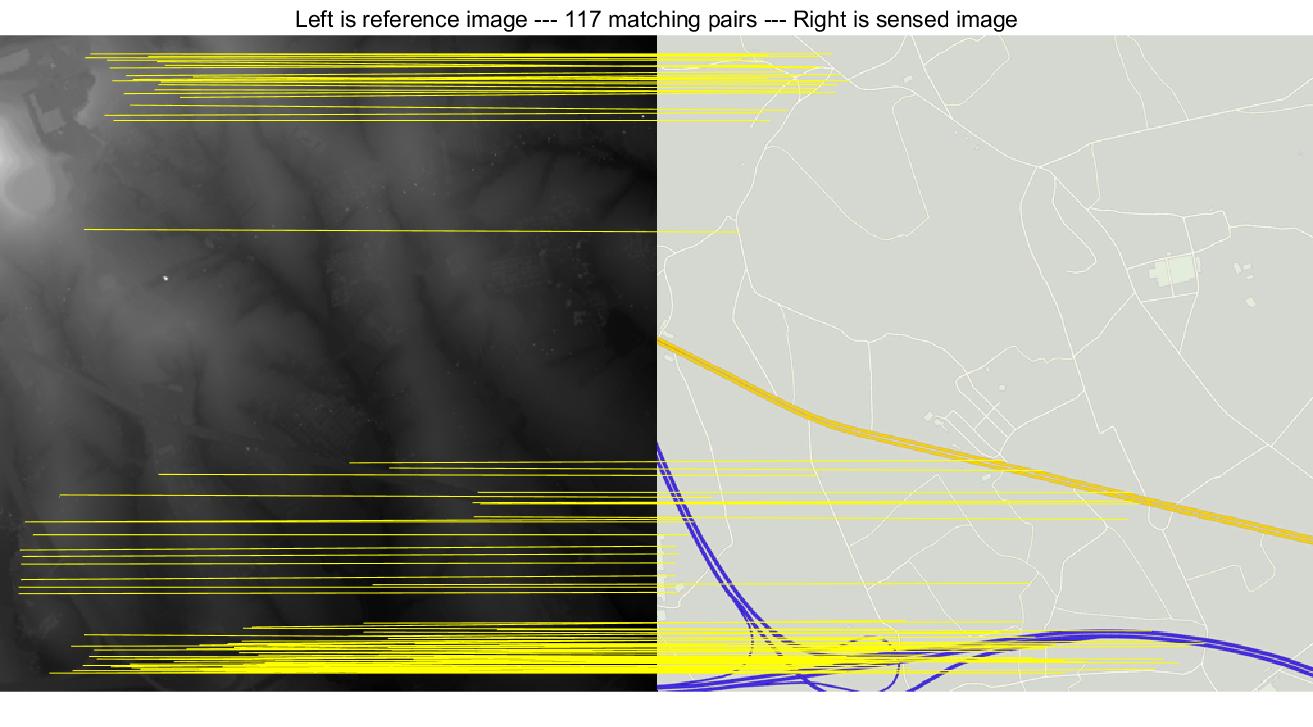 Left is reference image --- 117 matching pairs --- Right is sensed image